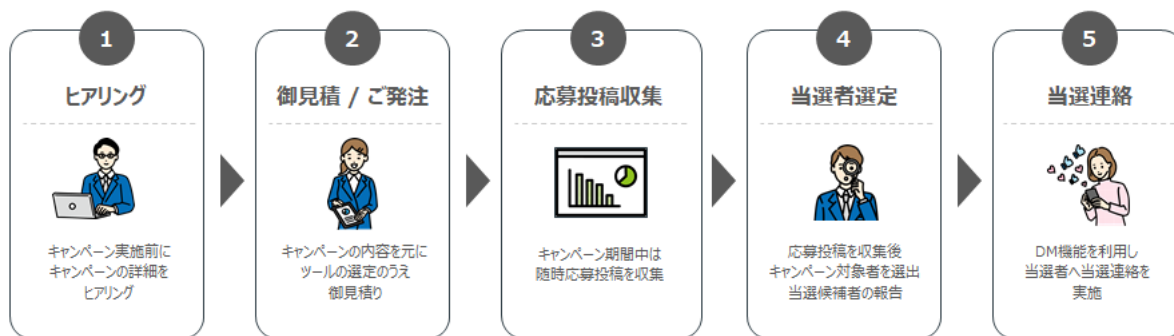 1
ヒアリング
キャンペーン実施前に
キャンペーンの詳細を
ヒアリング
2
御見積 / ご発注
キャンペーンの内容を元に
ツールの選定のうえ
御見積り
3
応募投稿収集
キャンペーン期間中は
随時応募投稿を収集
4
当選者選定
応募投稿を収集後
キャンペーン対象者を選出
当選候補者の報告
5
当選連絡
DM機能を利用し
当選者へ当選連絡を
実施